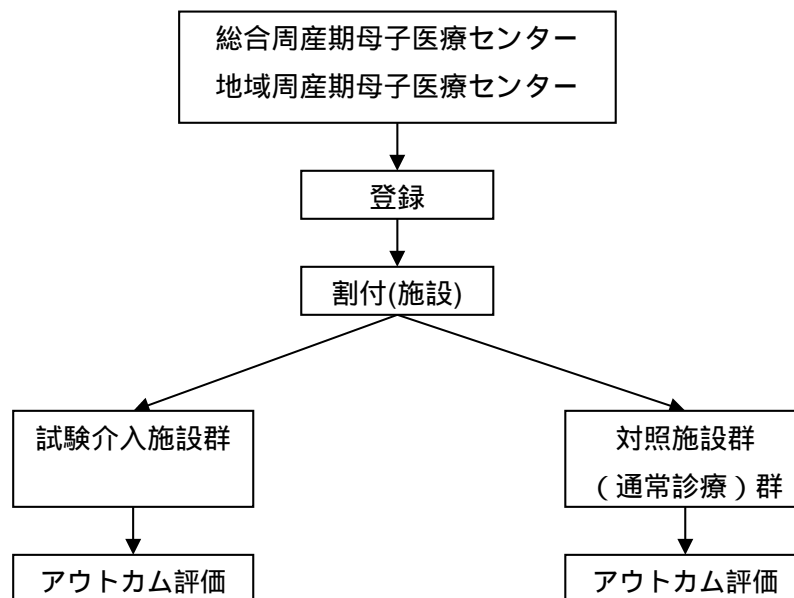 総合周産期母子医療センター
地域周産期母子医療センター
登録
割付(施設)
試験介入施設群
対照施設群
（通常診療）群
アウトカム評価
アウトカム評価